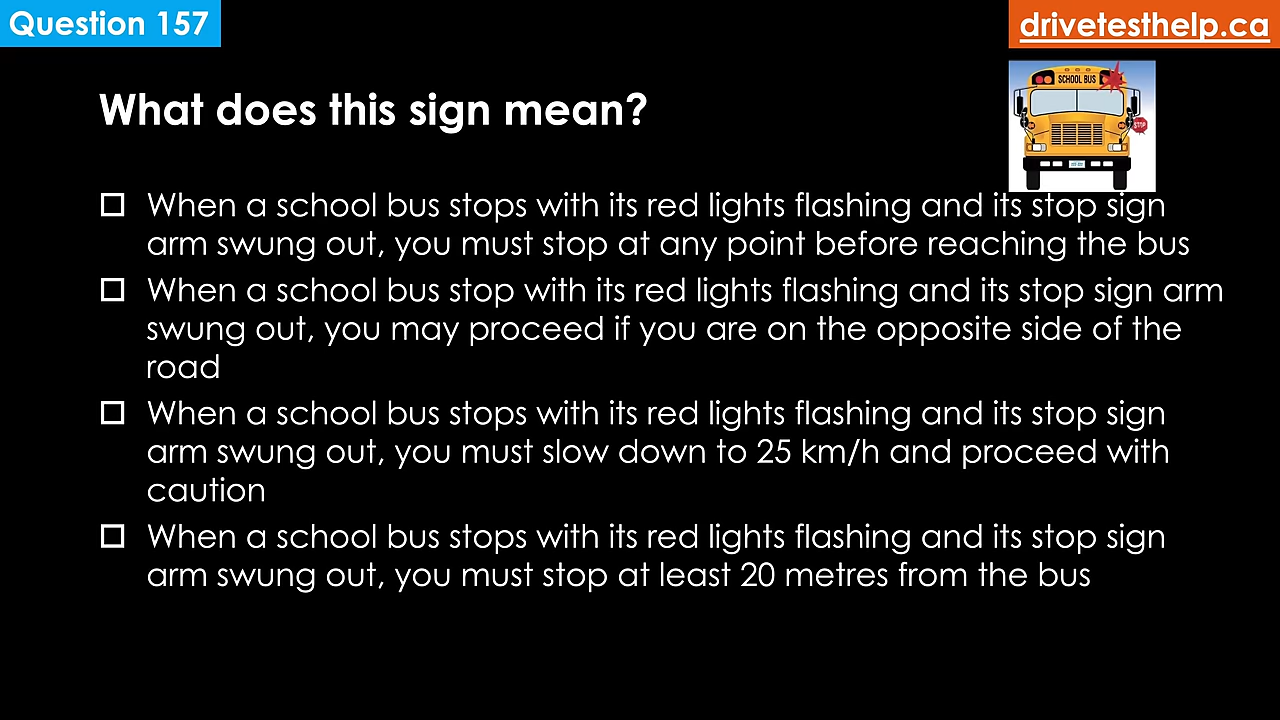 Question 157
drivetesthelp.ca
SCHOOL BUS
STOP
What does this sign mean?
When a school bus stops with its red lights flashing and its stop sign
arm swung out, you must stop at any point before reaching the bus
When a school bus stop with its red lights flashing and its stop sign arm
swung out, you may proceed if you are on the opposite side of the
road
When a school bus stops with its red lights flashing and its stop sign
arm swung out, you must slow down to 25 km/h and proceed with
caution
When a school bus stops with its red lights flashing and its stop sign
arm swung out, you must stop at least 20 metres from the bus